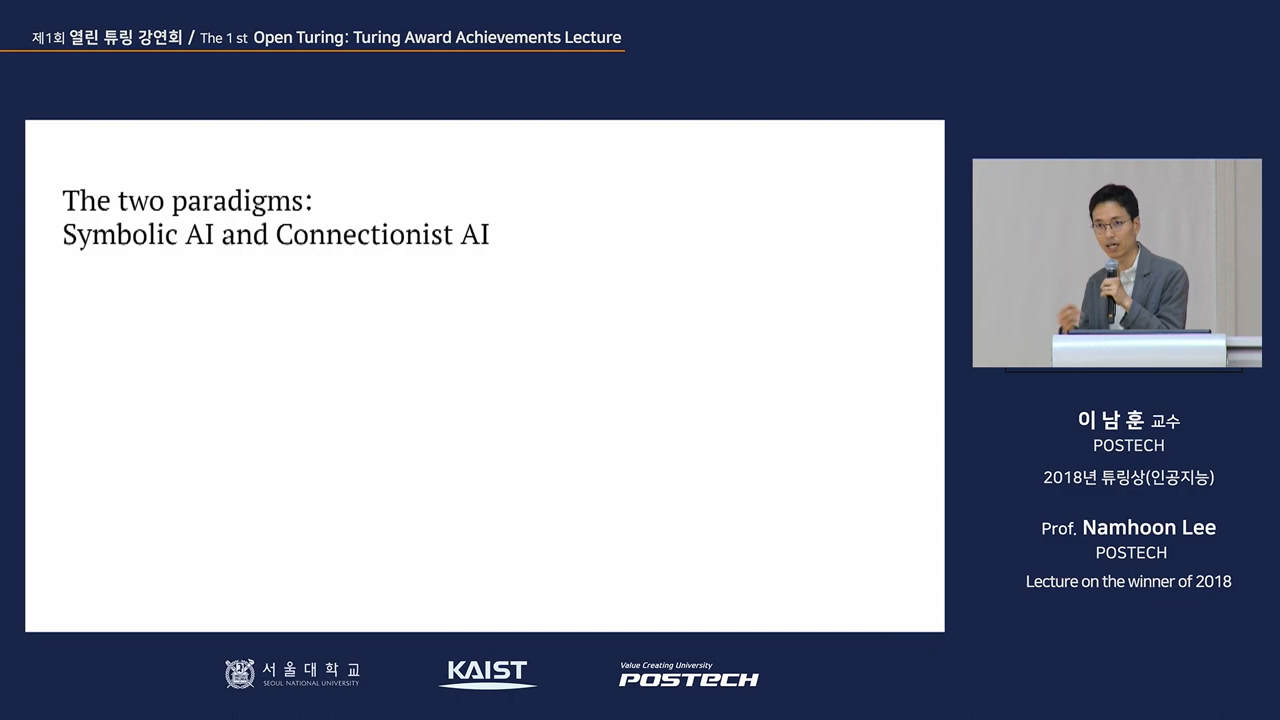 제1회 열린 튜링 강연회 / The 1 st Open Turing: Turing Award Achievements Lecture
The two paradigms:
Symbolic AI and Connectionist AI
이 남 훈 교수
POSTECH
2018년 튜링상(인공지능)
Prof. Namhoon Lee
POSTECH
Lecture on the winner of 2018
서울대학교
SEOUL NATIONAL UNIVERSITY
KAIST
Value Creating University
POSTECH